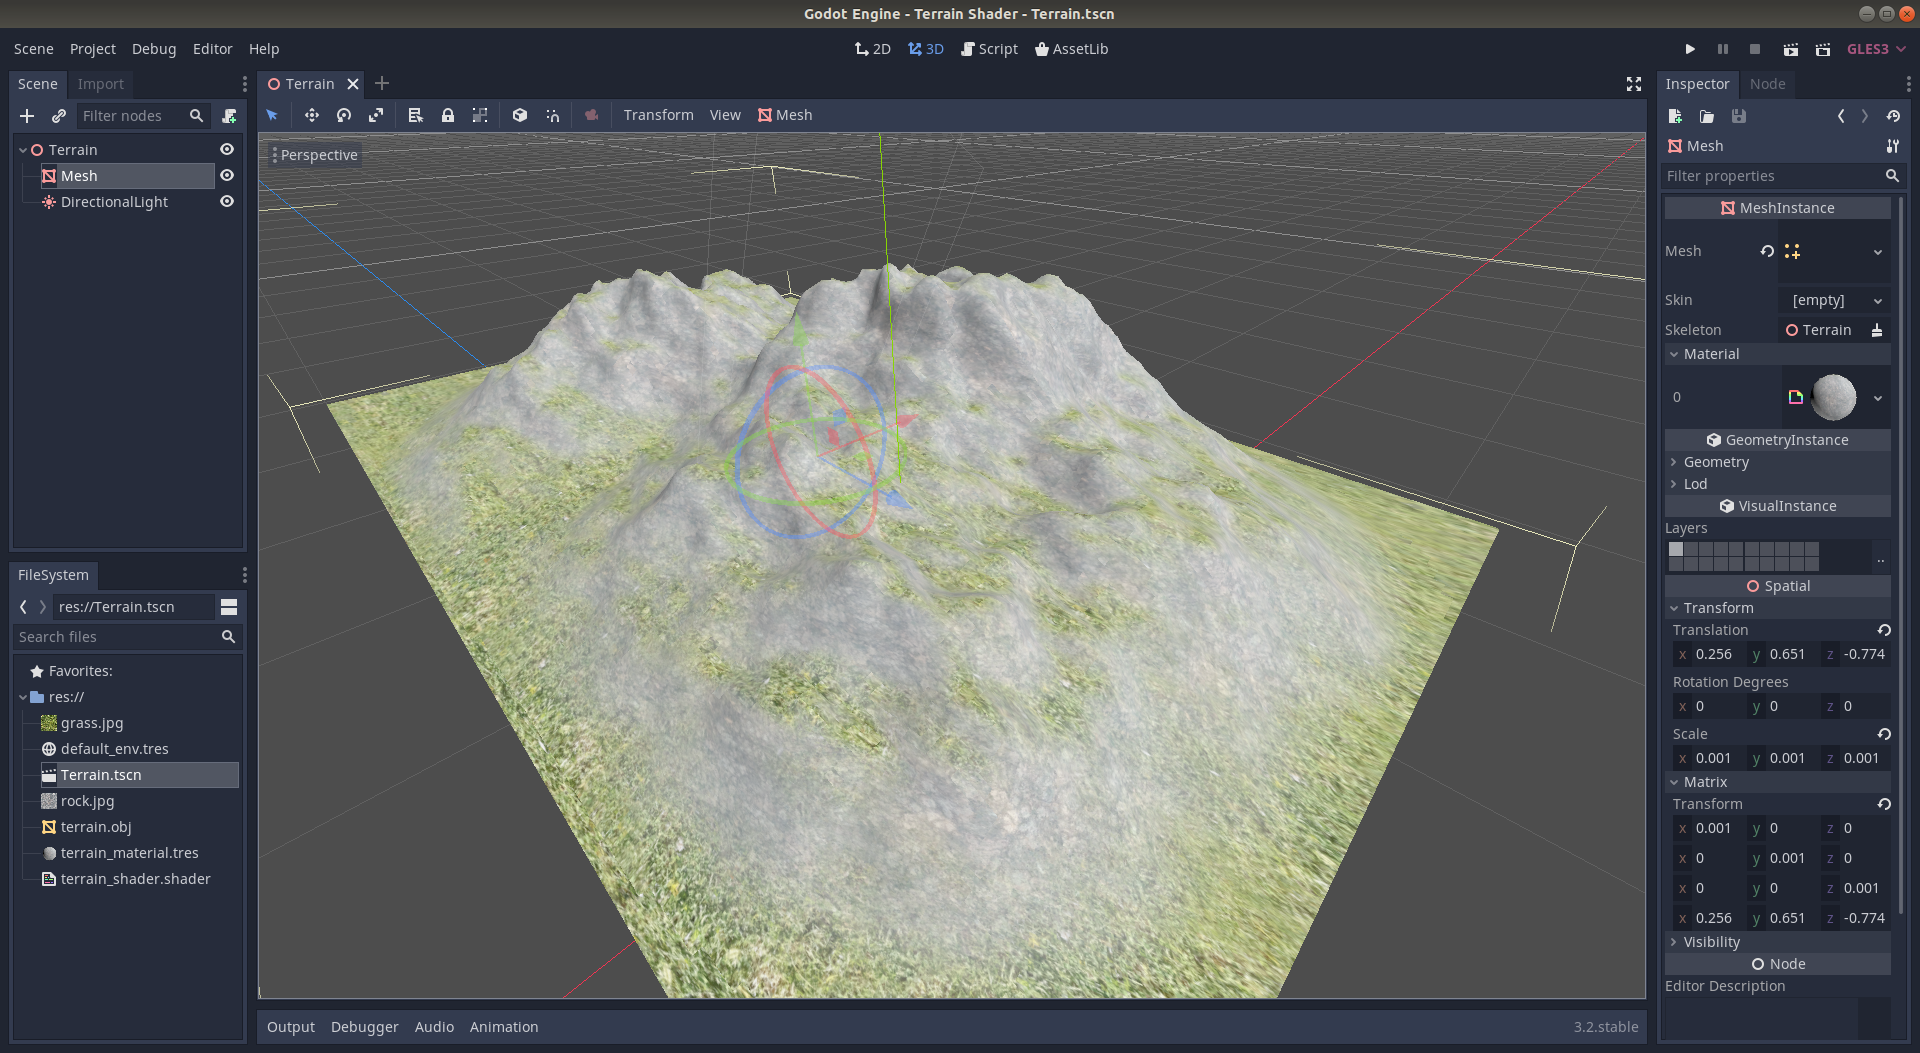 Godot Engine - Terrain Shader - Terrain.tscn
Scene Project Debug Editor Help
2D 3D Script AssetLib
GLES3
Scene Import
Filter nodes
Terrain
Mesh
DirectionalLight
FileSystem
res://Terrain.tscn
Search files
Favorites:
res://
grass.jpg
default_env.tres
Terrain.tscn
rock.jpg
terrain.obj
terrain_material.tres
terrain_shader.shader
Terrain
Transform View Mesh
Perspective
Output Debugger Audio Animation
3.2.stable
Inspector Node
Mesh
Filter properties
MeshInstance
Mesh
Skin [empty]
Skeleton Terrain
Material
0
GeometryInstance
Geometry
Lod
VisualInstance
Layers
..
Spatial
Transform
Translation
x 0.256 y 0.651 z -0.774
Rotation Degrees
x 0 y 0 z 0
Scale
x 0.001 y 0.001 z 0.001
Matrix
Transform
x 0.001 y 0 z 0
x 0 y 0.001 z 0
x 0 y 0 z 0.001
x 0.256 y 0.651 z -0.774
Visibility
Node
Editor Description